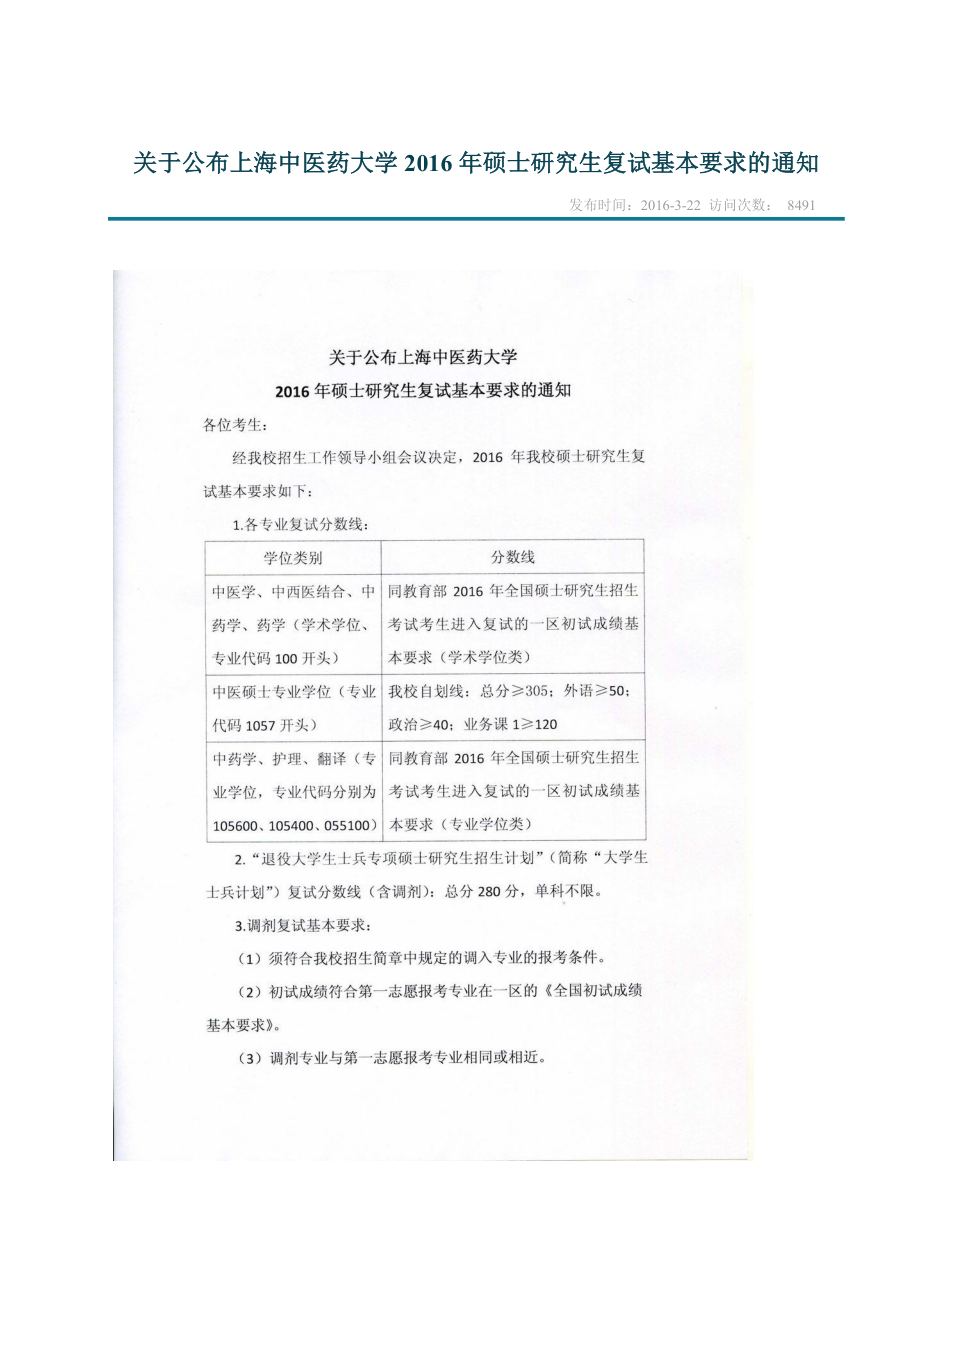 关于公布上海中医药大学 2016 年硕士研究生复试基本要求的通知
发布时间：2016-3-22 访问次数： 8491
关于公布上海中医药大学
2016 年硕士研究生复试基本要求的通知
各位考生：
经我校招生工作领导小组会议决定，2016 年我校硕士研究生复
试基本要求如下：
1.各专业复试分数线：
学位类别
分数线
中医学、中西医结合、中
药学、药学（学术学位、
专业代码 100 开头）
同教育部 2016 年全国硕士研究生招生
考试考生进入复试的一区初试成绩基
本要求（学术学位类）
中医硕士专业学位（专业
代码 1057 开头）
我校自划线：总分≥305；外语≥50；
政治≥40；业务课 1≥120
中药学、护理、翻译（专
业学位，专业代码分别为
105600、105400、055100）
同教育部 2016 年全国硕士研究生招生
考试考生进入复试的一区初试成绩基
本要求（专业学位类）
2.“退役大学生士兵专项硕士研究生招生计划”（简称“大学生
士兵计划”）复试分数线（含调剂）：总分 280 分，单科不限。
3.调剂复试基本要求：
（1）须符合我校招生简章中规定的调入专业的报考条件。
（2）初试成绩符合第一志愿报考专业在一区的《全国初试成绩
基本要求》。
（3）调剂专业与第一志愿报考专业相同或相近。